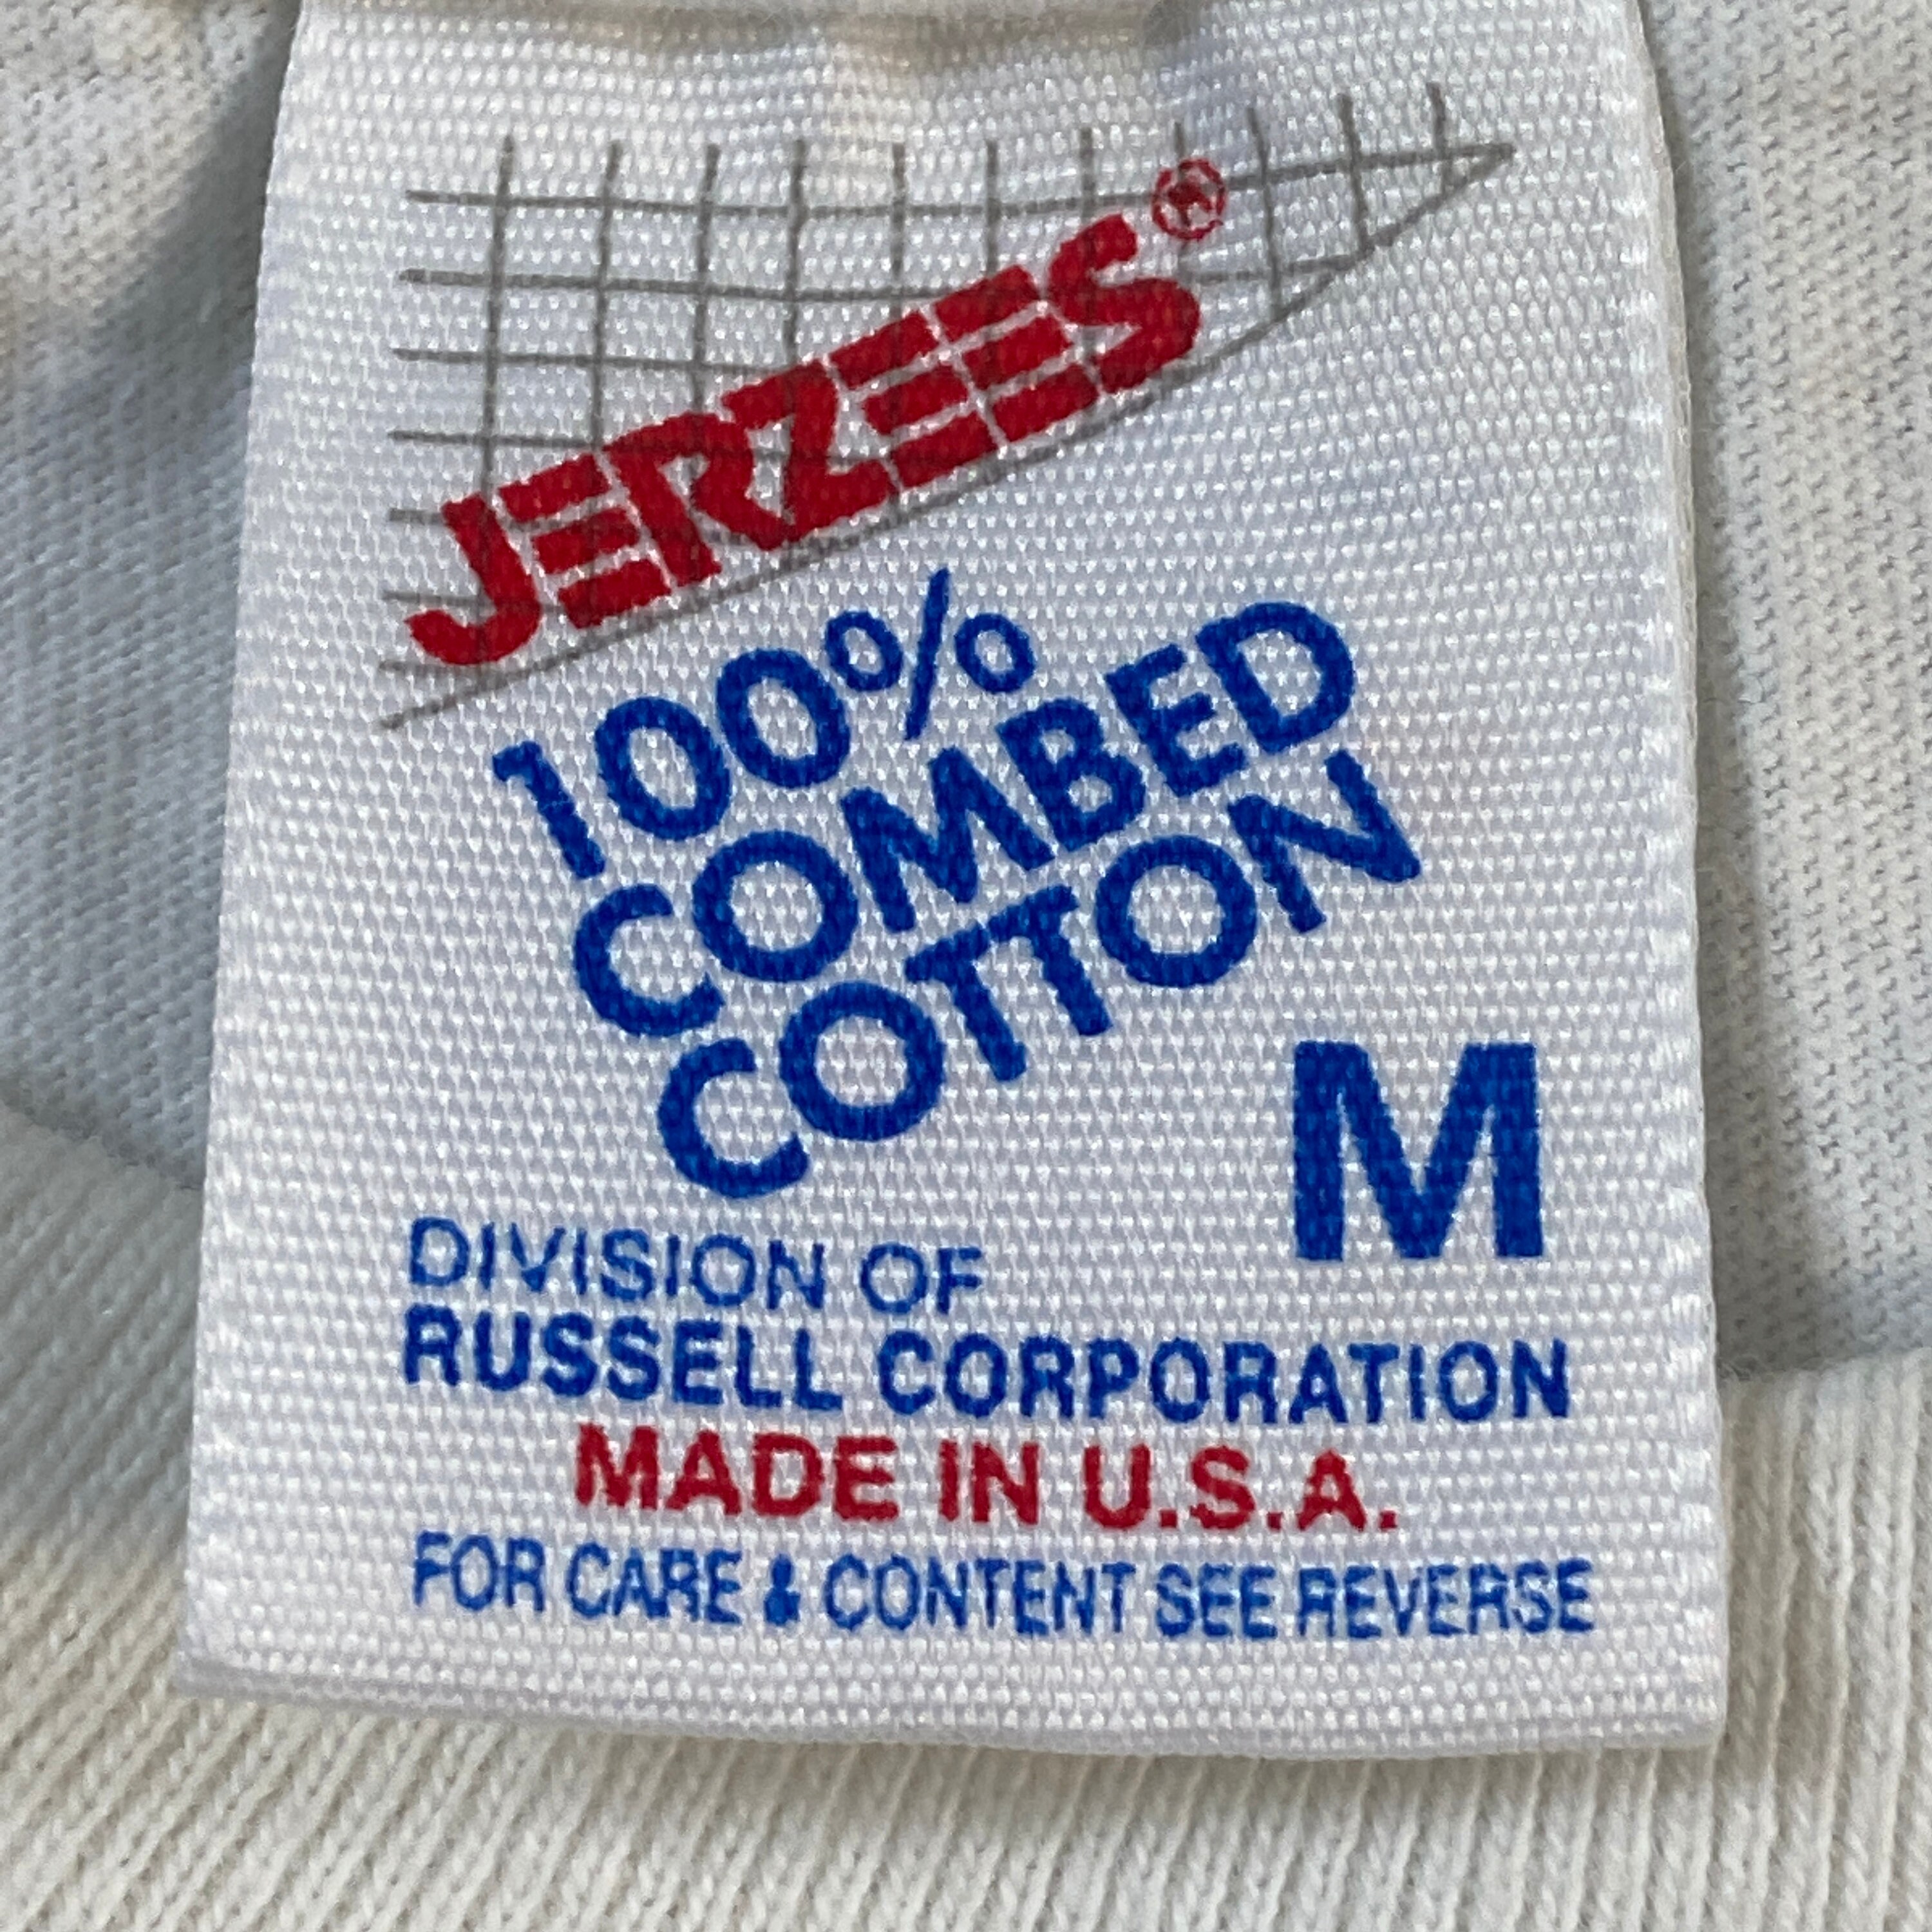 JERZEES®
100%
COMBED
COTTON
M
DIVISION OF
RUSSELL CORPORATION
MADE IN U.S.A.
FOR CARE & CONTENT SEE REVERSE